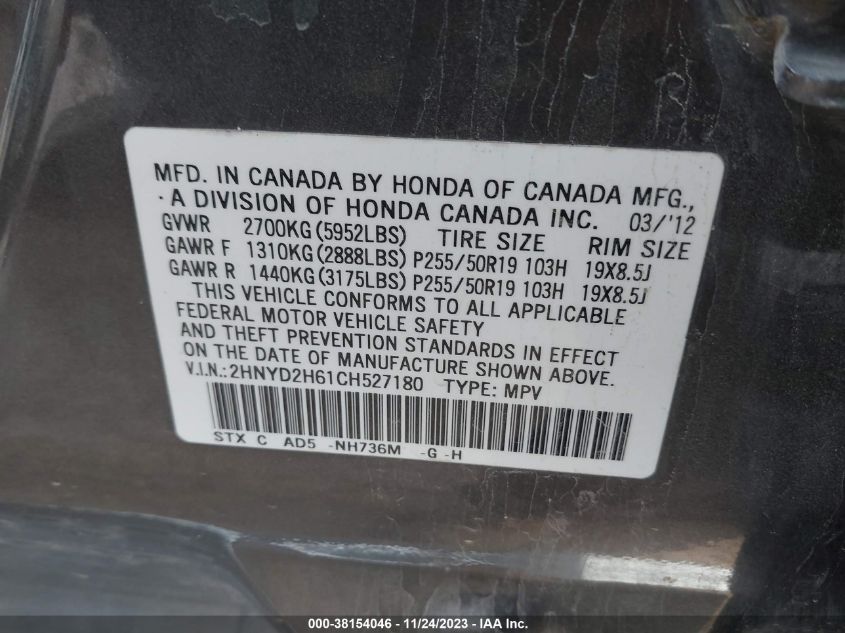 MFD. IN CANADA BY HONDA OF CANADA MFG.,
· A DIVISION OF HONDA CANADA INC. 03/'12
GVWR 2700KG (5952LBS) TIRE SIZE RIM SIZE
GAWR F 1310KG (2888LBS) P255/50R19 103H 19X8.5J
GAWR R 1440KG (3175LBS) P255/50R19 103H 19X8.5J
THIS VEHICLE CONFORMS TO ALL APPLICABLE
FEDERAL MOTOR VEHICLE SAFETY
AND THEFT PREVENTION STANDARDS IN EFFECT
ON THE DATE OF MANUFACTURE SHOWN ABOVE.
V.I.N.: 2HNYD2H61CH527180 TYPE: MPV
STX C AD5 -NH736M -G -H
000-38154046 - 11/24/2023 - IAA Inc.